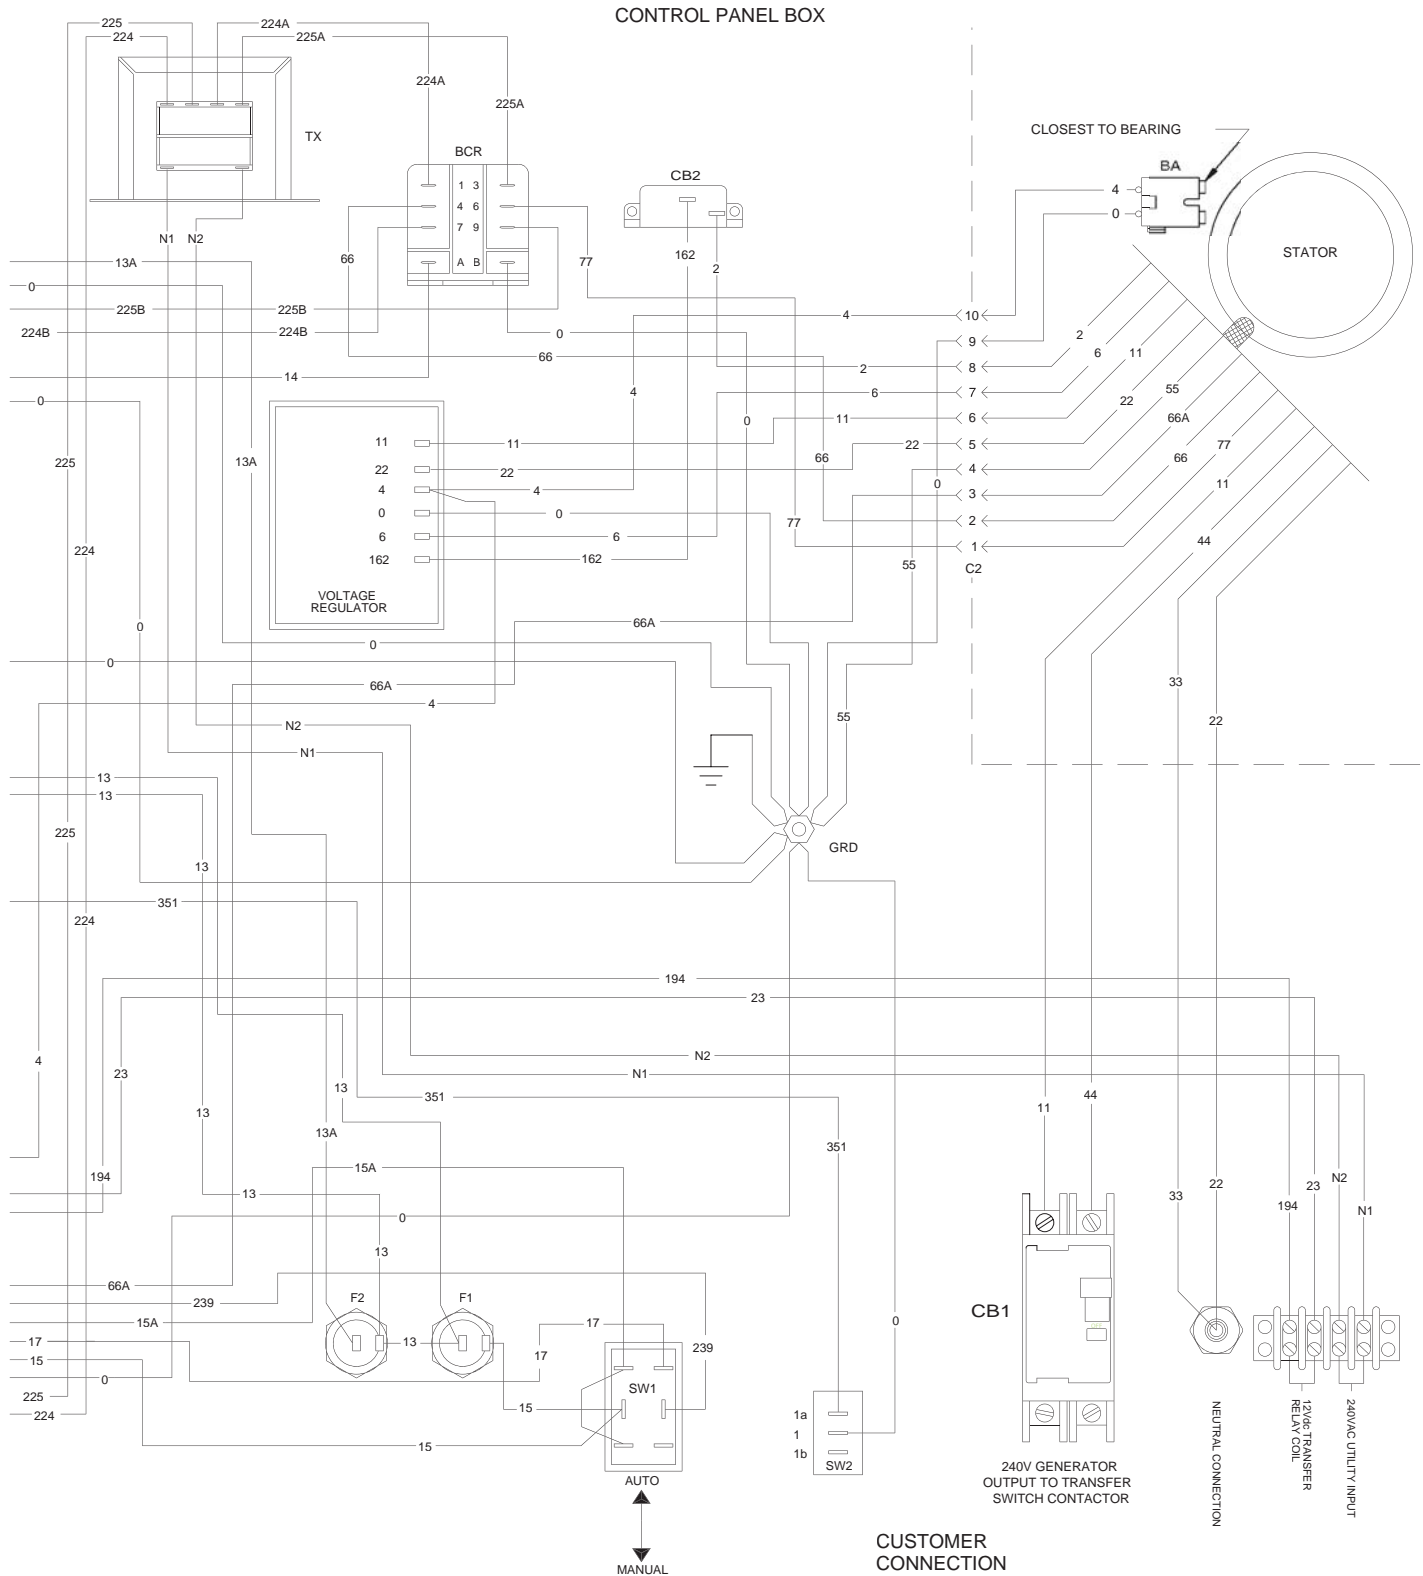 CONTROL PANEL BOX
225
224A
224
225A
224A
225A
CLOSEST TO BEARING
TX
BCR
BA
CB2
1 3
4 6
7 9
A B
4
0
N1
N2
66
77
162
2
STATOR
13A
0
225B
225B
224B
224B
0
4
10
9
2
6
11
66
8
2
14
4
7
6
55
22
0
66A
0
6
11
11
11
22
5
66
77
225
13A
22
22
66
4
4
4
0
11
3
0
0
77
2
6
6
44
224
1
162
162
55
C2
VOLTAGE
REGULATOR
0
66A
0
0
66A
33
4
55
22
N2
N1
13
13
225
GRD
13
351
224
194
23
N2
4
23
N1
13
351
44
13
11
13A
351
15A
194
N2
22
23
33
13
194
N1
0
13
66A
239
F2
F1
CB1
OFF
15A
17
0
17
13
17
239
15
0
SW1
225
15
1a
224
1
15
1b
SW2
AUTO
240V GENERATOR
OUTPUT TO TRANSFER
SWITCH CONTACTOR
NEUTRAL CONNECTION
12Vdc TRANSFER
RELAY COIL
240VAC UTILITY INPUT
CUSTOMER
CONNECTION
MANUAL